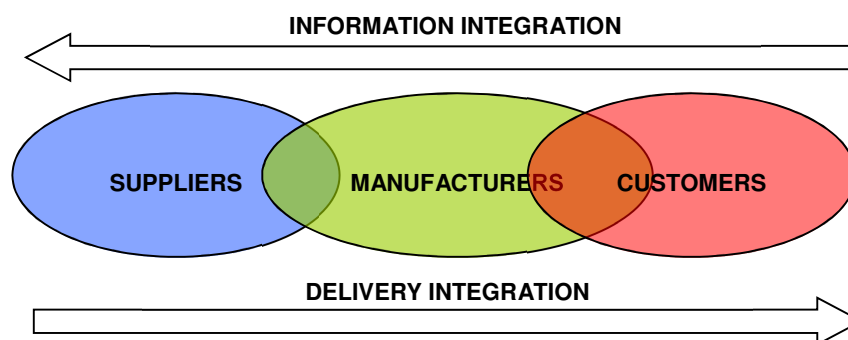 INFORMATION INTEGRATION
SUPPLIERS MANUFACTURERS CUSTOMERS
DELIVERY INTEGRATION